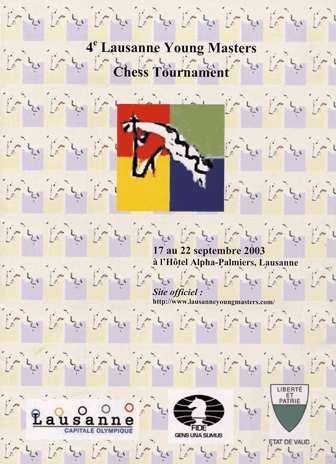 4e Lausanne Young Masters
Chess Tournament
17 au 22 septembre 2003
à l'Hôtel Alpha-Palmiers, Lausanne
Site officiel :
http://www.lausanneyoungmasters.com/
Lausanne
CAPITALE OLYMPIQUE
FIDE
GENS UNA SUMUS
LIBERTÉ
ET
PATRIE
ETAT DE VAUD